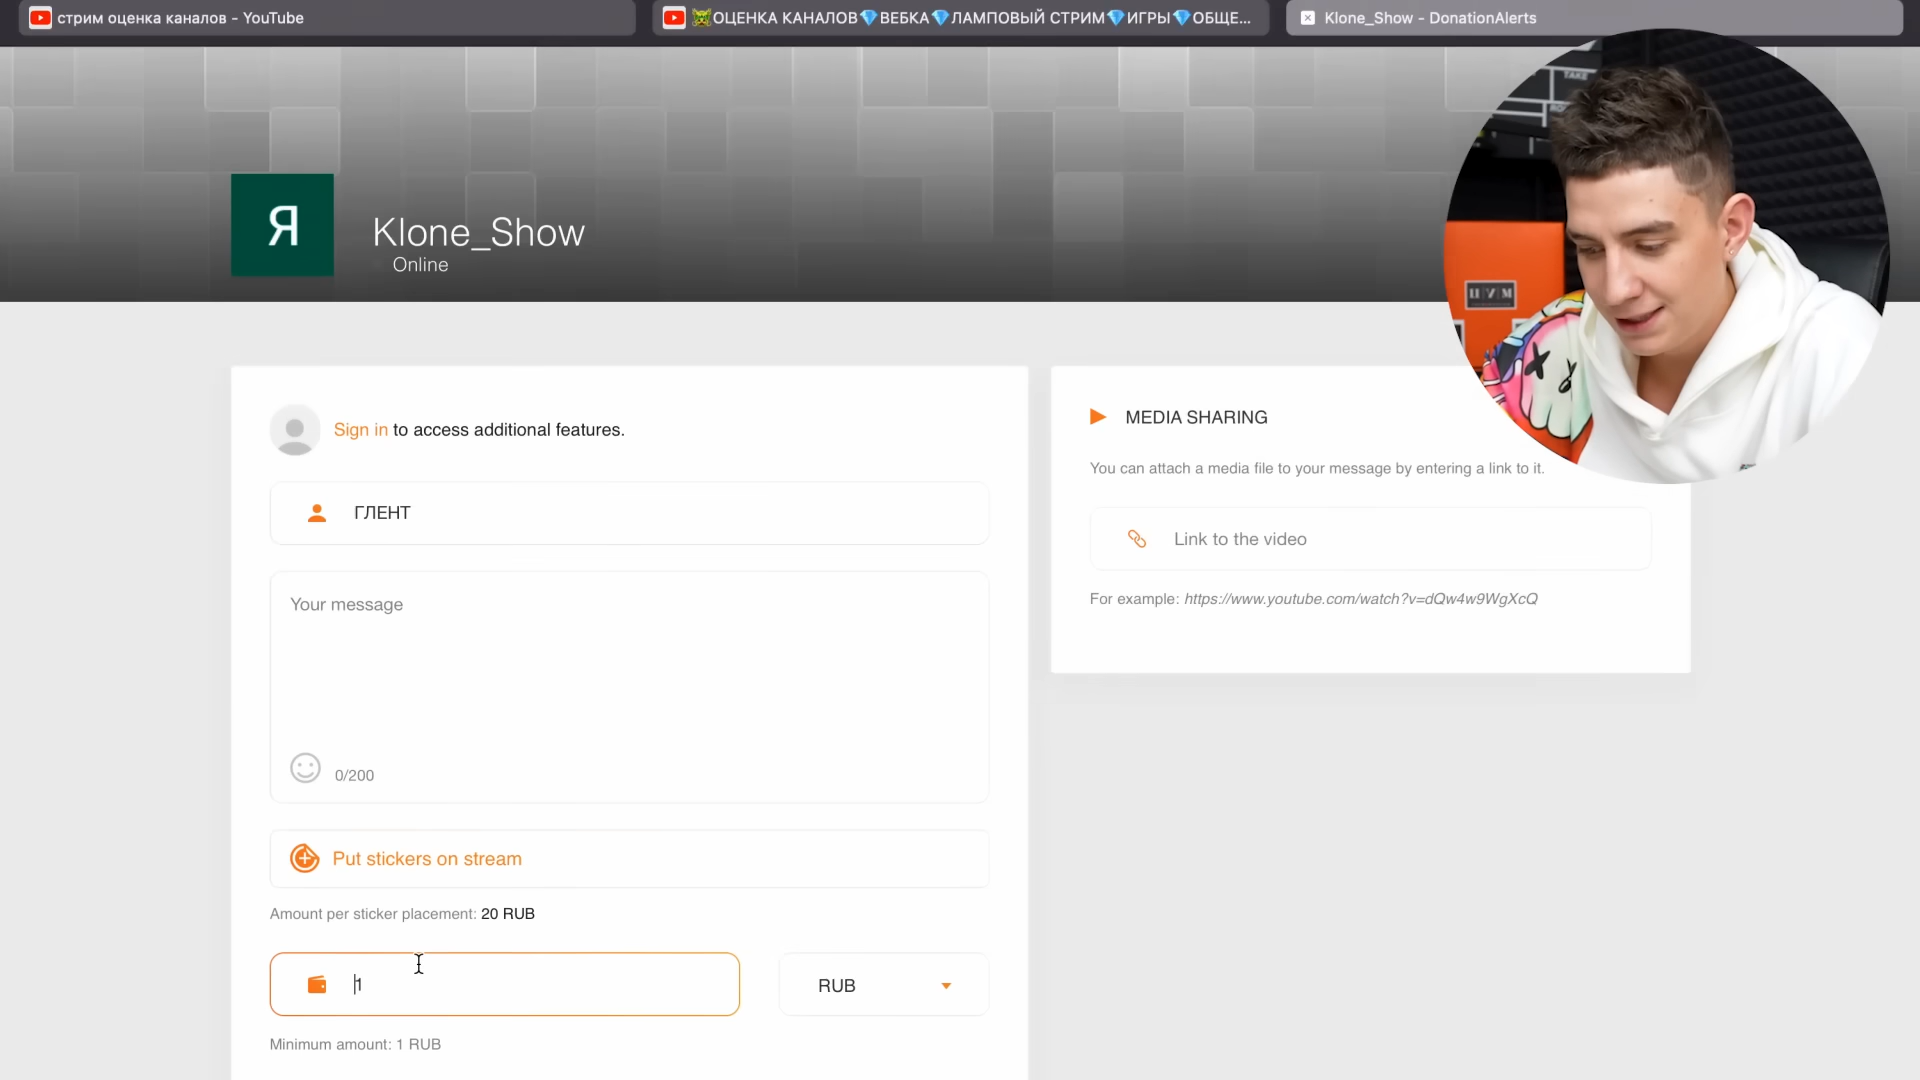 стрим оценка каналов - YouTube
🐯ОЦЕНКА КАНАЛОВ💎ВЕБКА💎ЛАМПОВЫЙ СТРИМ💎ИГРЫ💎ОБЩЕ...
Klone_Show - DonationAlerts
TAKE
Я
Klone_Show
Online
ЦУМ
Sign in to access additional features.
ГЛЕНТ
Your message
0/200
Put stickers on stream
Amount per sticker placement: 20 RUB
1
RUB
Minimum amount: 1 RUB
MEDIA SHARING
You can attach a media file to your message by entering a link to it.
Link to the video
For example: https://www.youtube.com/watch?v=dQw4w9WgXcQ